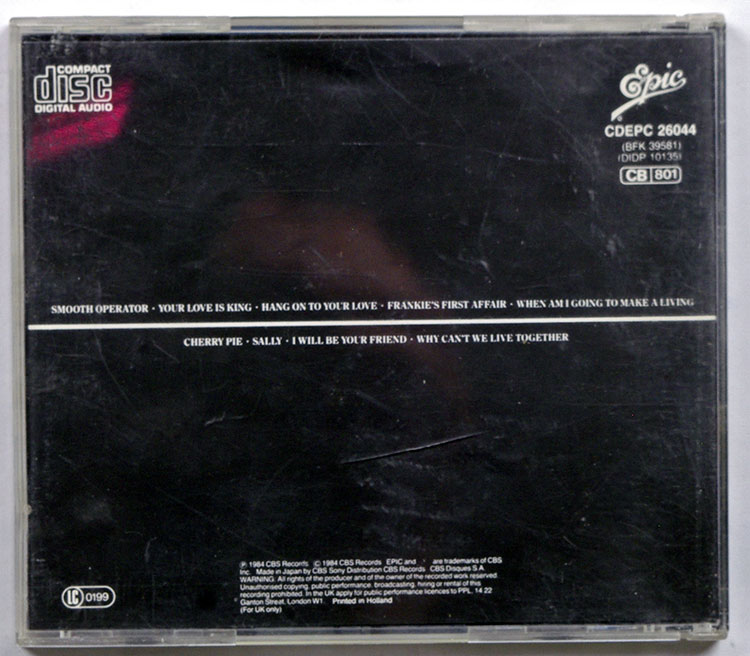 COMPACT
disc
DIGITAL AUDIO
Epic
CDEPC 26044
(BFK 39581)
(DIDP 10135)
CB 801
SMOOTH OPERATOR · YOUR LOVE IS KING · HANG ON TO YOUR LOVE · FRANKIE'S FIRST AFFAIR · WHEN AM I GOING TO MAKE A LIVING
CHERRY PIE · SALLY · I WILL BE YOUR FRIEND · WHY CAN'T WE LIVE TOGETHER
℗ 1984 CBS Records © 1984 CBS Records EPIC and are trademarks of CBS
Inc. Made in Japan by CBS Sony Distribution CBS Records CBS Disques S.A.
WARNING: All rights of the producer and of the owner of the recorded work reserved.
Unauthorised copying, public performance, broadcasting, hiring or rental of this
recording prohibited. In the UK apply for public performance licences to PPL, 14 22
Ganton Street, London W1. Printed in Holland
(For UK only)
LC 0199